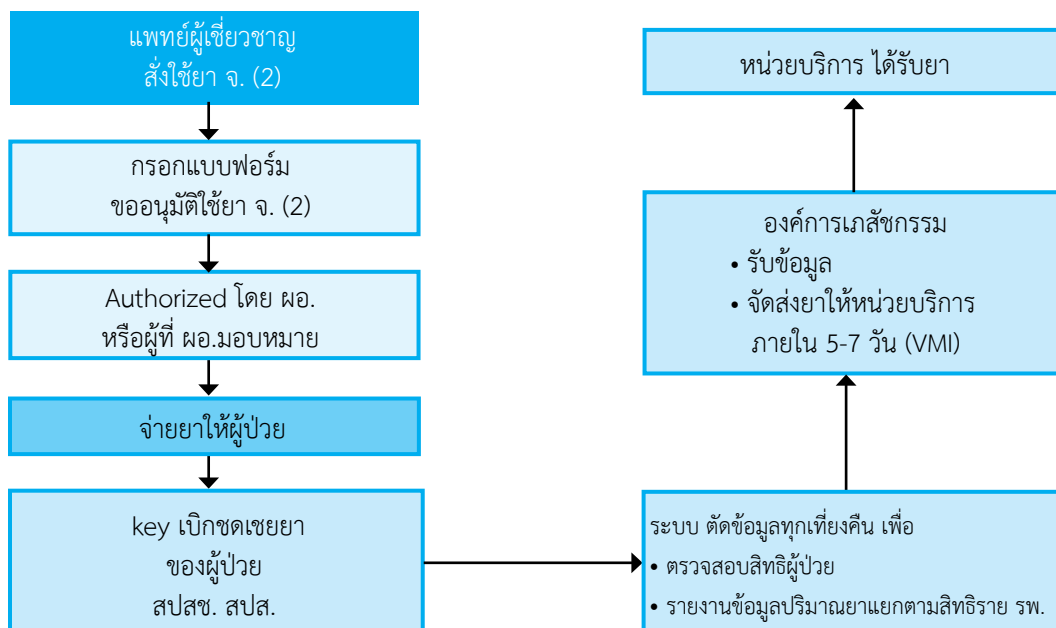 แพทย์ผู้เชี่ยวชาญ
สั่งใช้ยา จ. (2)
กรอกแบบฟอร์ม
ขออนุมัติใช้ยา จ. (2)
Authorized โดย ผอ.
หรือผู้ที่ ผอ.มอบหมาย
จ่ายยาให้ผู้ป่วย
key เบิกชดเชยยา
ของผู้ป่วย
สปสช. สปส.
ระบบ ตัดข้อมูลทุกเที่ยงคืน เพื่อ
• ตรวจสอบสิทธิผู้ป่วย
• รายงานข้อมูลปริมาณยาแยกตามสิทธิราย รพ.
องค์การเภสัชกรรม
• รับข้อมูล
• จัดส่งยาให้หน่วยบริการ
ภายใน 5-7 วัน (VMI)
หน่วยบริการ ได้รับยา